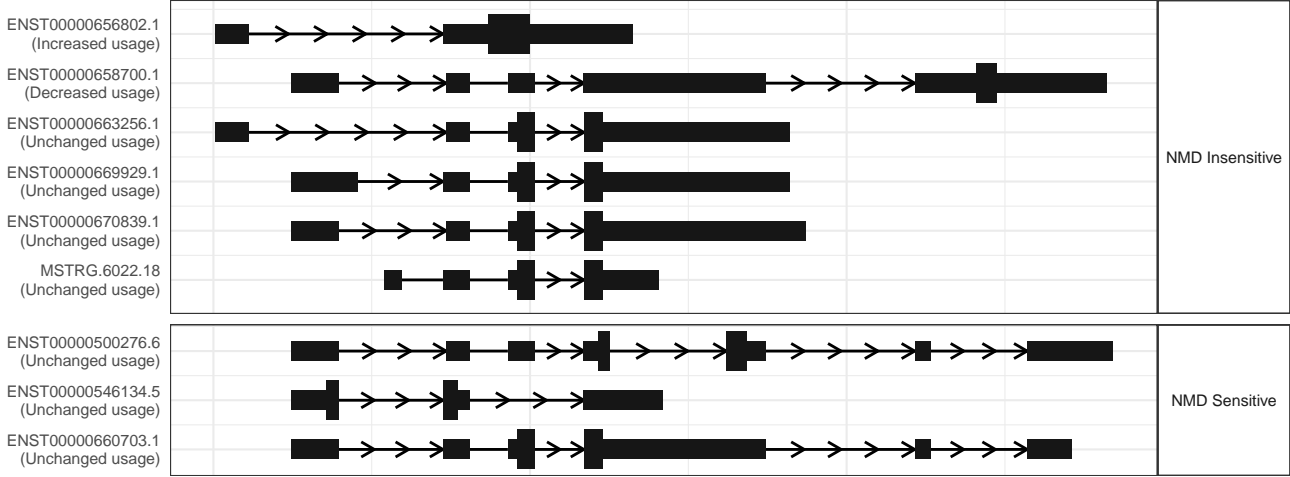 ENST00000656802.1
(Increased usage)
ENST00000658700.1
(Decreased usage)
ENST00000663256.1
(Unchanged usage)
ENST00000669929.1
(Unchanged usage)
ENST00000670839.1
(Unchanged usage)
MSTRG.6022.18
(Unchanged usage)
NMD Insensitive
ENST00000500276.6
(Unchanged usage)
ENST00000546134.5
(Unchanged usage)
ENST00000660703.1
(Unchanged usage)
NMD Sensitive